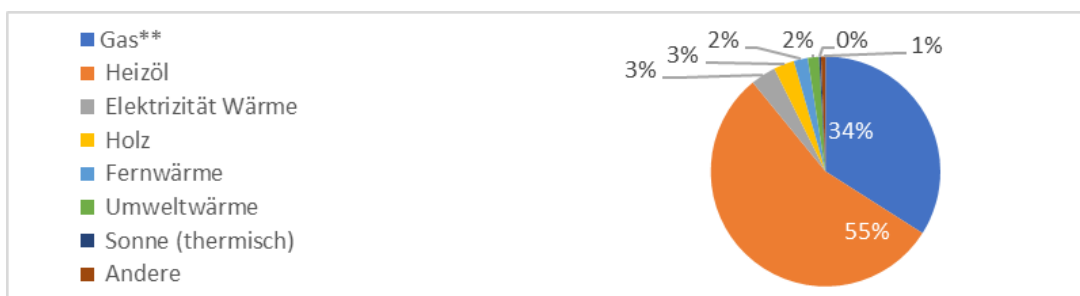 Gas**
Heizöl
Elektrizität Wärme
Holz
Fernwärme
Umweltwärme
Sonne (thermisch)
Andere
2% 2% 0% 1%
3%
3%
34%
55%